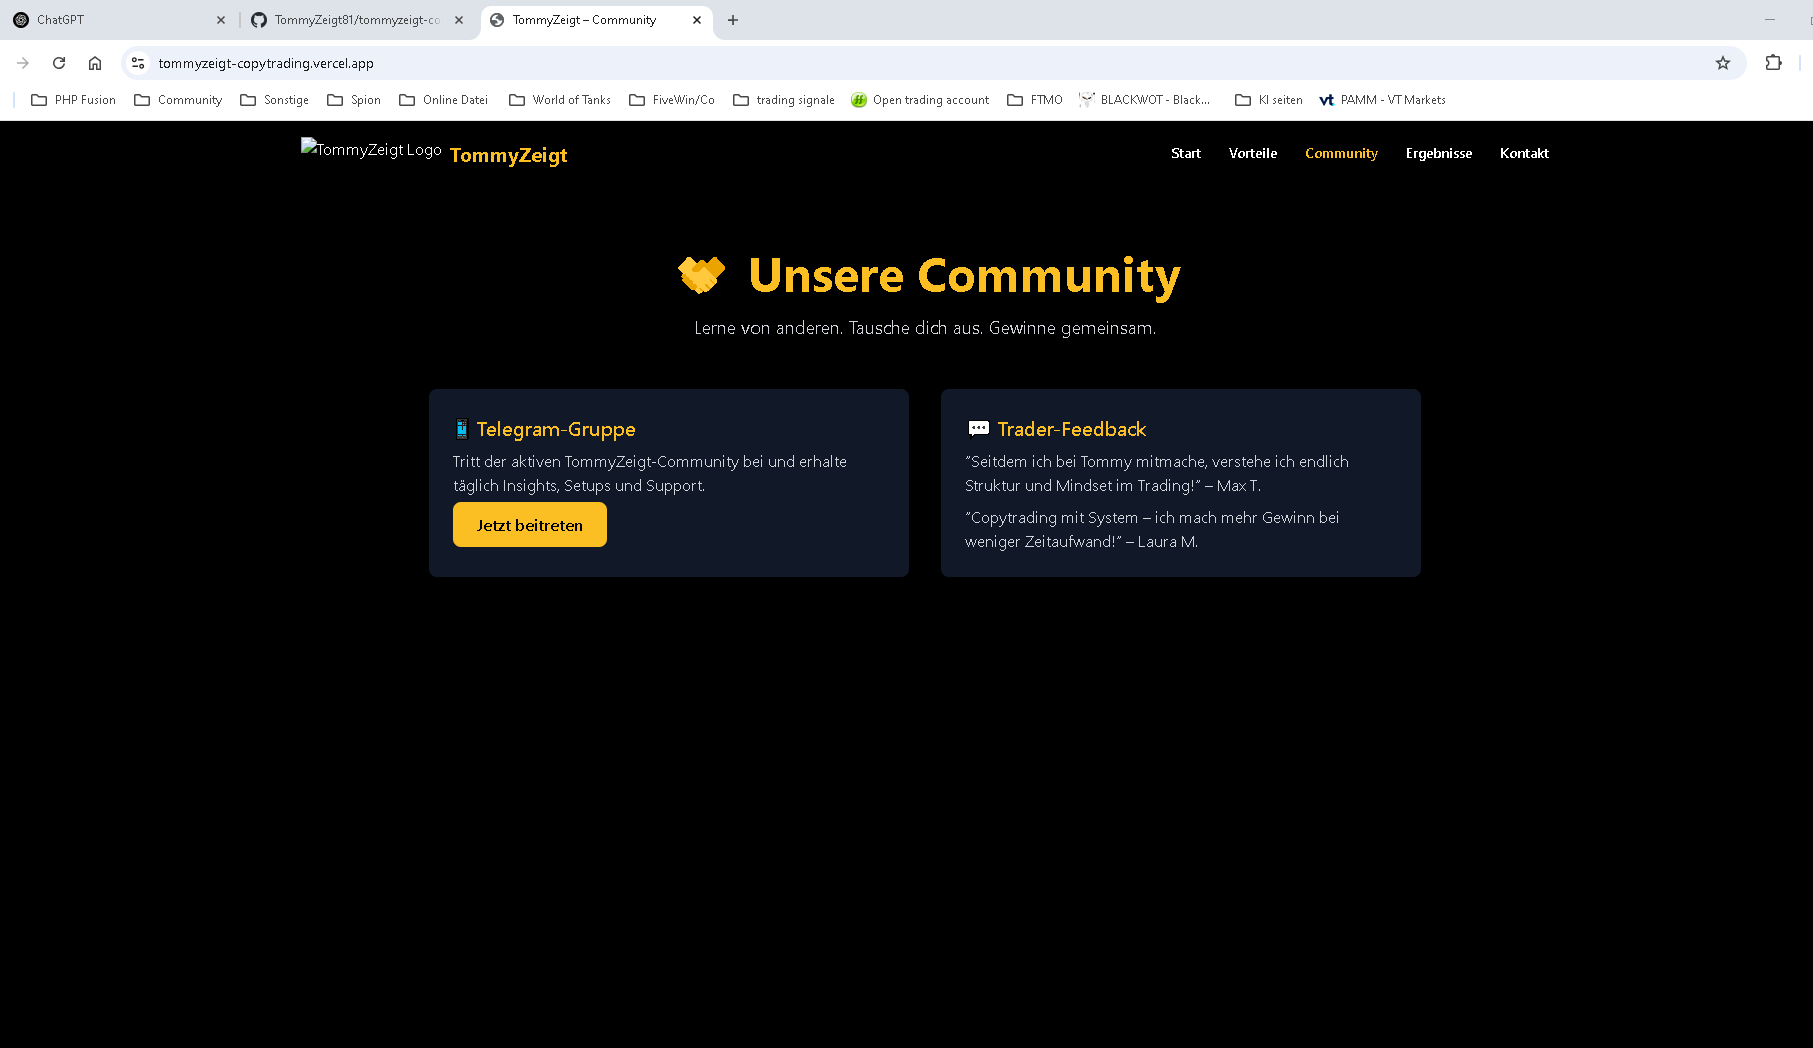 ChatGPT
TommyZeigt81/tommyzeigt-co
TommyZeigt – Community
tommyzeigt-copytrading.vercel.app
PHP Fusion
Community
Sonstige
Spion
Online Datei
World of Tanks
FiveWin/Co
trading signale
Open trading account
FTMO
BLACKWOT - Black...
KI seiten
PAMM - VT Markets
TommyZeigt Logo
TommyZeigt
Start
Vorteile
Community
Ergebnisse
Kontakt
Unsere Community
Lerne von anderen. Tausche dich aus. Gewinne gemeinsam.
Telegram-Gruppe
Tritt der aktiven TommyZeigt-Community bei und erhalte
täglich Insights, Setups und Support.
Jetzt beitreten
Trader-Feedback
"Seitdem ich bei Tommy mitmache, verstehe ich endlich
Struktur und Mindset im Trading!" – Max T.
"Copytrading mit System – ich mach mehr Gewinn bei
weniger Zeitaufwand!" – Laura M.